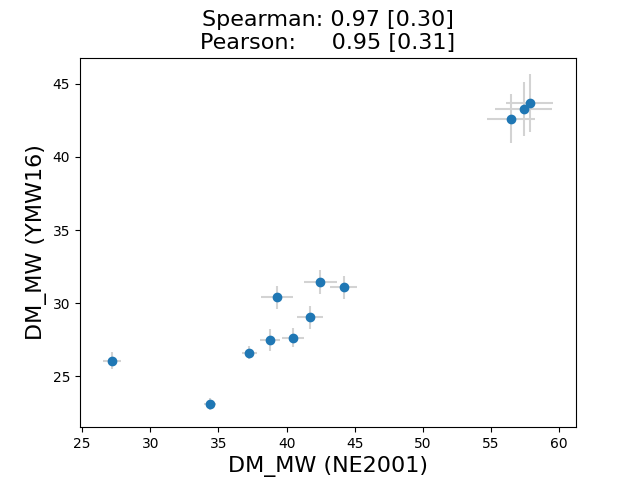 Spearman: 0.97 [0.30]
Pearson: 0.95 [0.31]
DM_MW (YMW16)
45
40
35
30
25
25 30 35 40 45 50 55 60
DM_MW (NE2001)